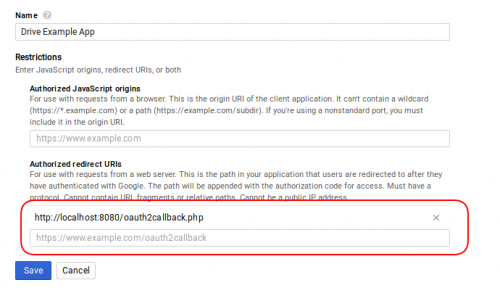 Name
Drive Example App
Restrictions
Enter JavaScript origins, redirect URIs, or both
Authorized JavaScript origins
For use with requests from a browser. This is the origin URI of the client application. It can't contain a wildcard
(https://*.example.com) or a path (https://example.com/subdir). If you're using a nonstandard port, you must
include it in the origin URI.
https://www.example.com
Authorized redirect URIs
For use with requests from a web server. This is the path in your application that users are redirected to after they
have authenticated with Google. The path will be appended with the authorization code for access. Must have a
protocol. Cannot contain URL fragments or relative paths. Cannot be a public IP address.
http://localhost:8080/oauth2callback.php
https://www.example.com/oauth2callback
Save Cancel